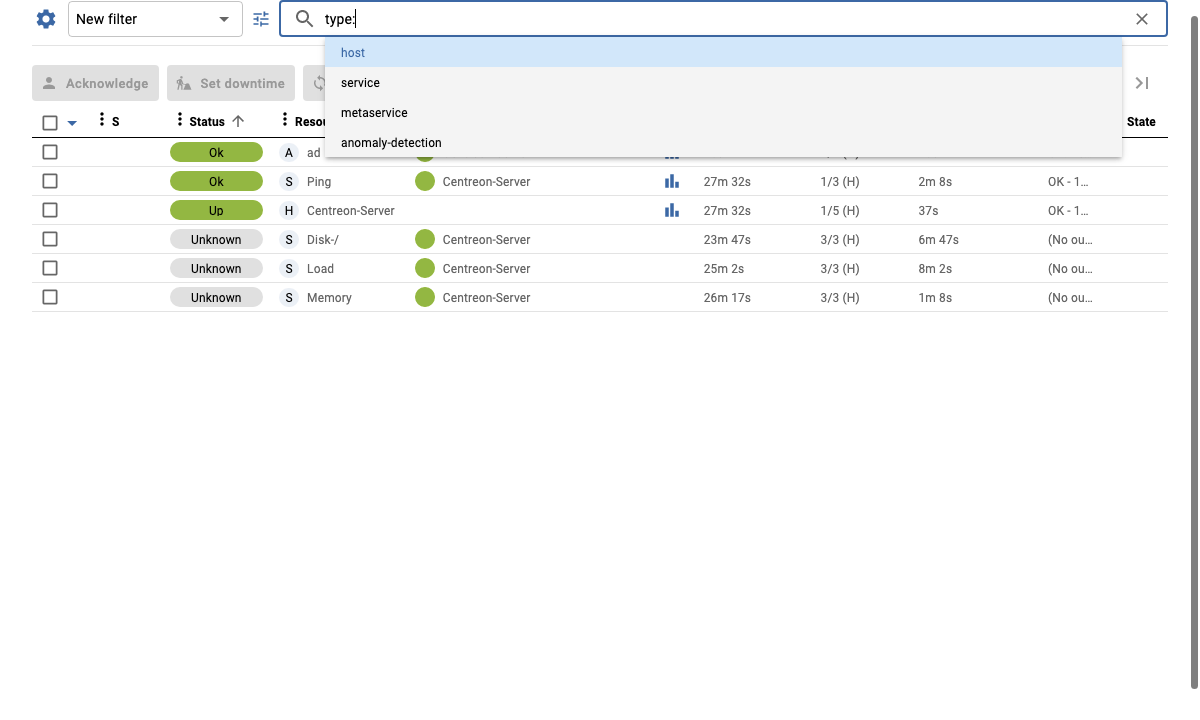 New filter
type:
host
service
metaservice
anomaly-detection
Acknowledge
Set downtime
S Status Resou State
Ok A ad
Ok S Ping Centreon-Server 27m 32s 1/3 (H) 2m 8s OK - 1...
Up H Centreon-Server 27m 32s 1/5 (H) 37s OK - 1...
Unknown S Disk-/ Centreon-Server 23m 47s 3/3 (H) 6m 47s (No ou...
Unknown S Load Centreon-Server 25m 2s 3/3 (H) 8m 2s (No ou...
Unknown S Memory Centreon-Server 26m 17s 3/3 (H) 1m 8s (No ou...